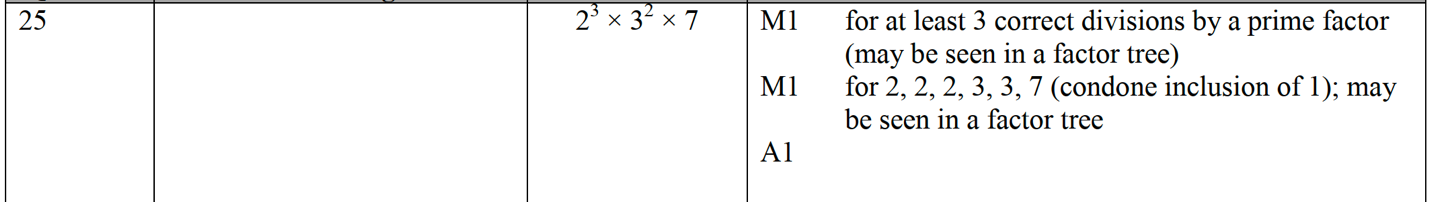 25 2³ × 3² × 7 M1 for at least 3 correct divisions by a prime factor
(may be seen in a factor tree)
M1 for 2, 2, 2, 3, 3, 7 (condone inclusion of 1); may
be seen in a factor tree
A1